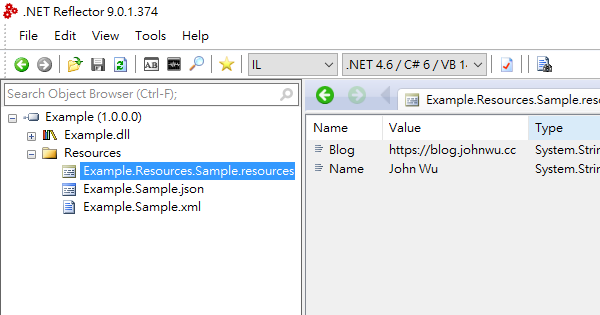 .NET Reflector 9.0.1.374
File Edit View Tools Help
AB IL .NET 4.6 / C# 6 / VB 14
Search Object Browser (Ctrl-F);
Example (1.0.0.0)
Example.dll
Resources
Example.Resources.Sample.resources
Example.Sample.json
Example.Sample.xml
Example.Resources.Sample.reso
Name Value Type
Blog https://blog.johnwu.cc System.Strin
Name John Wu System.Strin